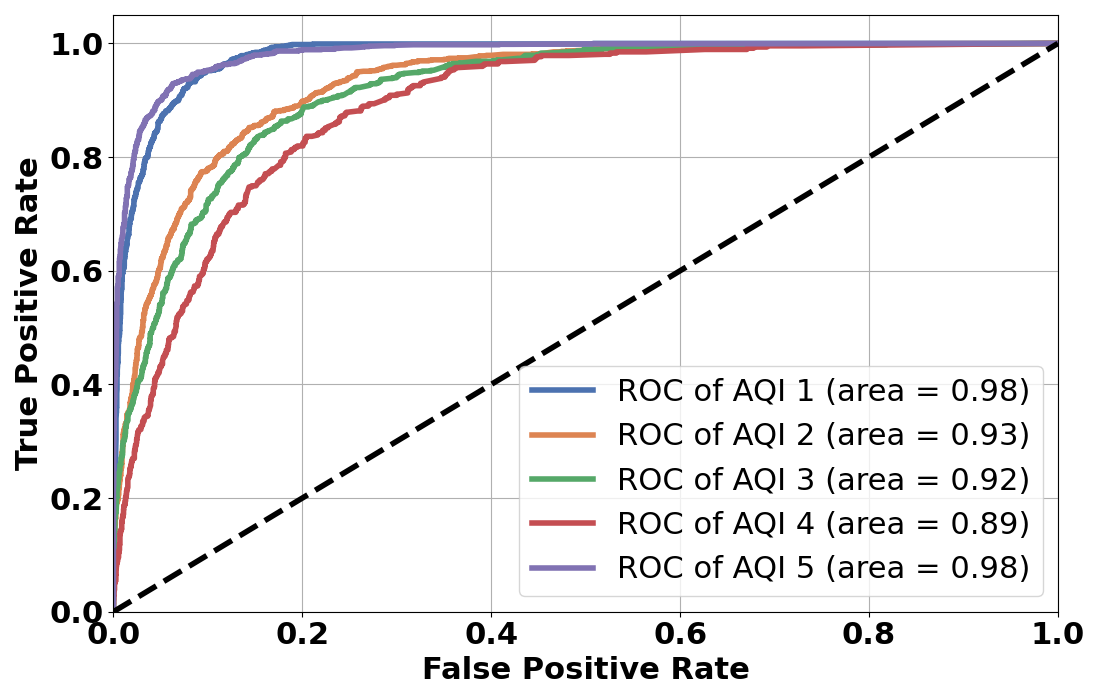 True Positive Rate
1.0
0.8
0.6
0.4
0.2
0.0
ROC of AQI 1 (area = 0.98)
ROC of AQI 2 (area = 0.93)
ROC of AQI 3 (area = 0.92)
ROC of AQI 4 (area = 0.89)
ROC of AQI 5 (area = 0.98)
0.0 0.2 0.4 0.6 0.8 1.0
False Positive Rate